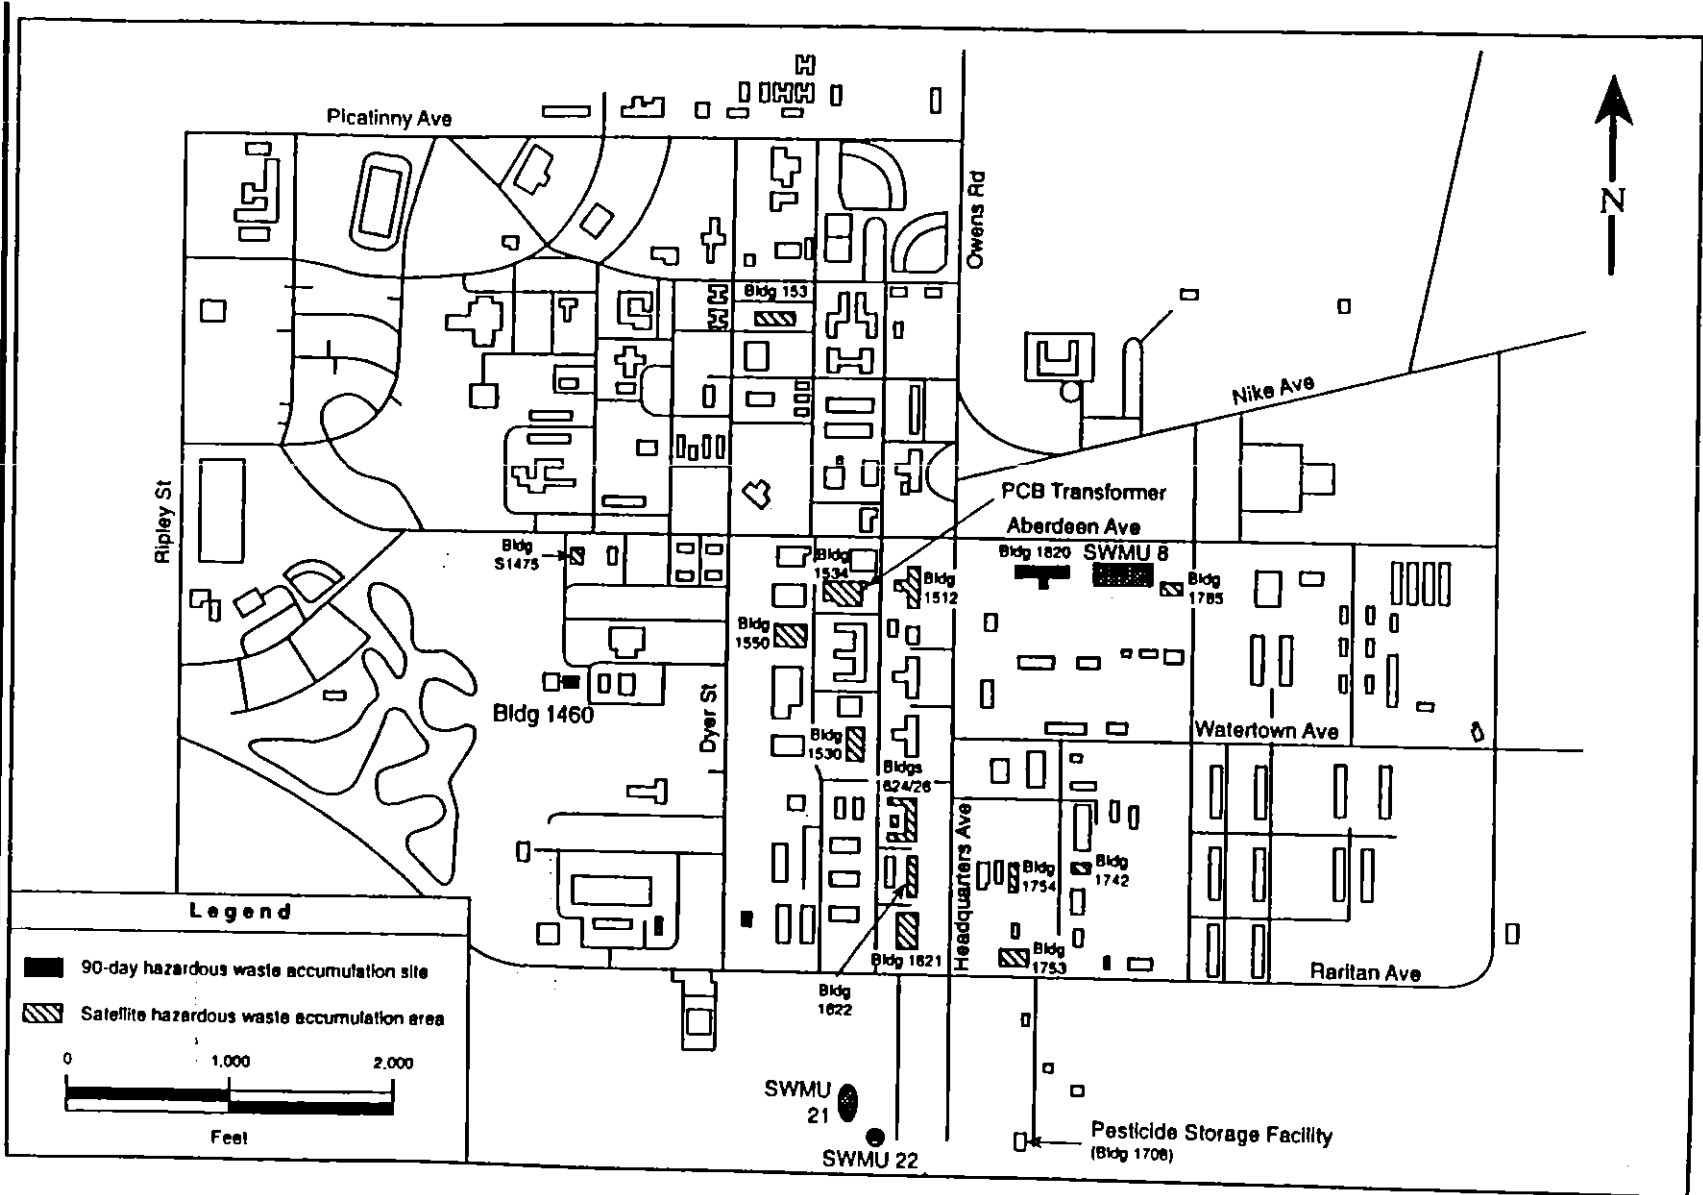 Picatinny Ave
Owens Rd
N
Bldg 153
Nike Ave
Ripley St
PCB Transformer
Aberdeen Ave
Bldg
S1475
Bldg
1534
Bldg 1820
SWMU 8
Bldg
1785
Bldg
1512
Bldg
1550
Bldg 1460
Dyer St
Bldg
1530
Watertown Ave
Bldgs
624/26
Headquarters Ave
Bldg
1754
Bldg
1742
Bldg 1621
Bldg
1753
Raritan Ave
Bldg
1622
Legend
90-day hazardous waste accumulation site
Satellite hazardous waste accumulation area
0 1,000 2,000
Feet
SWMU
21
SWMU 22
Pesticide Storage Facility
(Bldg 1708)